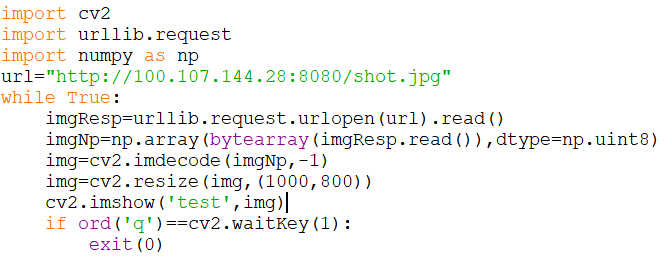 import cv2
import urllib.request
import numpy as np
url="http://100.107.144.28:8080/shot.jpg"
while True:
    imgResp=urllib.request.urlopen(url).read()
    imgNp=np.array(bytearray(imgResp.read()),dtype=np.uint8)
    img=cv2.imdecode(imgNp,-1)
    img=cv2.resize(img,(1000,800))
    cv2.imshow('test',img)
    if ord('q')==cv2.waitKey(1):
        exit(0)